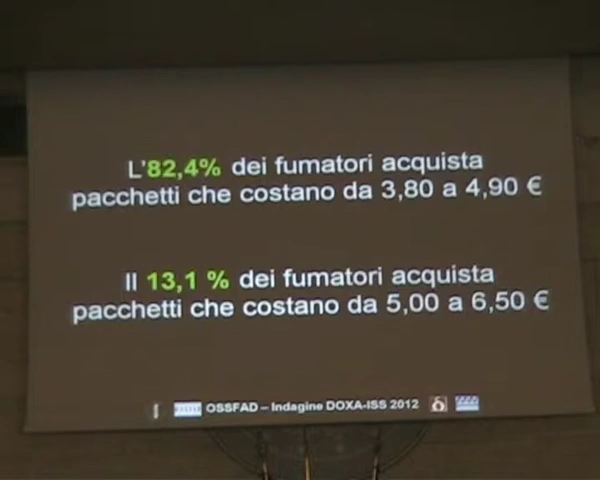 L'82,4% dei fumatori acquista
pacchetti che costano da 3,80 a 4,90 €
Il 13,1 % dei fumatori acquista
pacchetti che costano da 5,00 a 6,50 €
OSSFAD – Indagine DOXA-ISS 2012